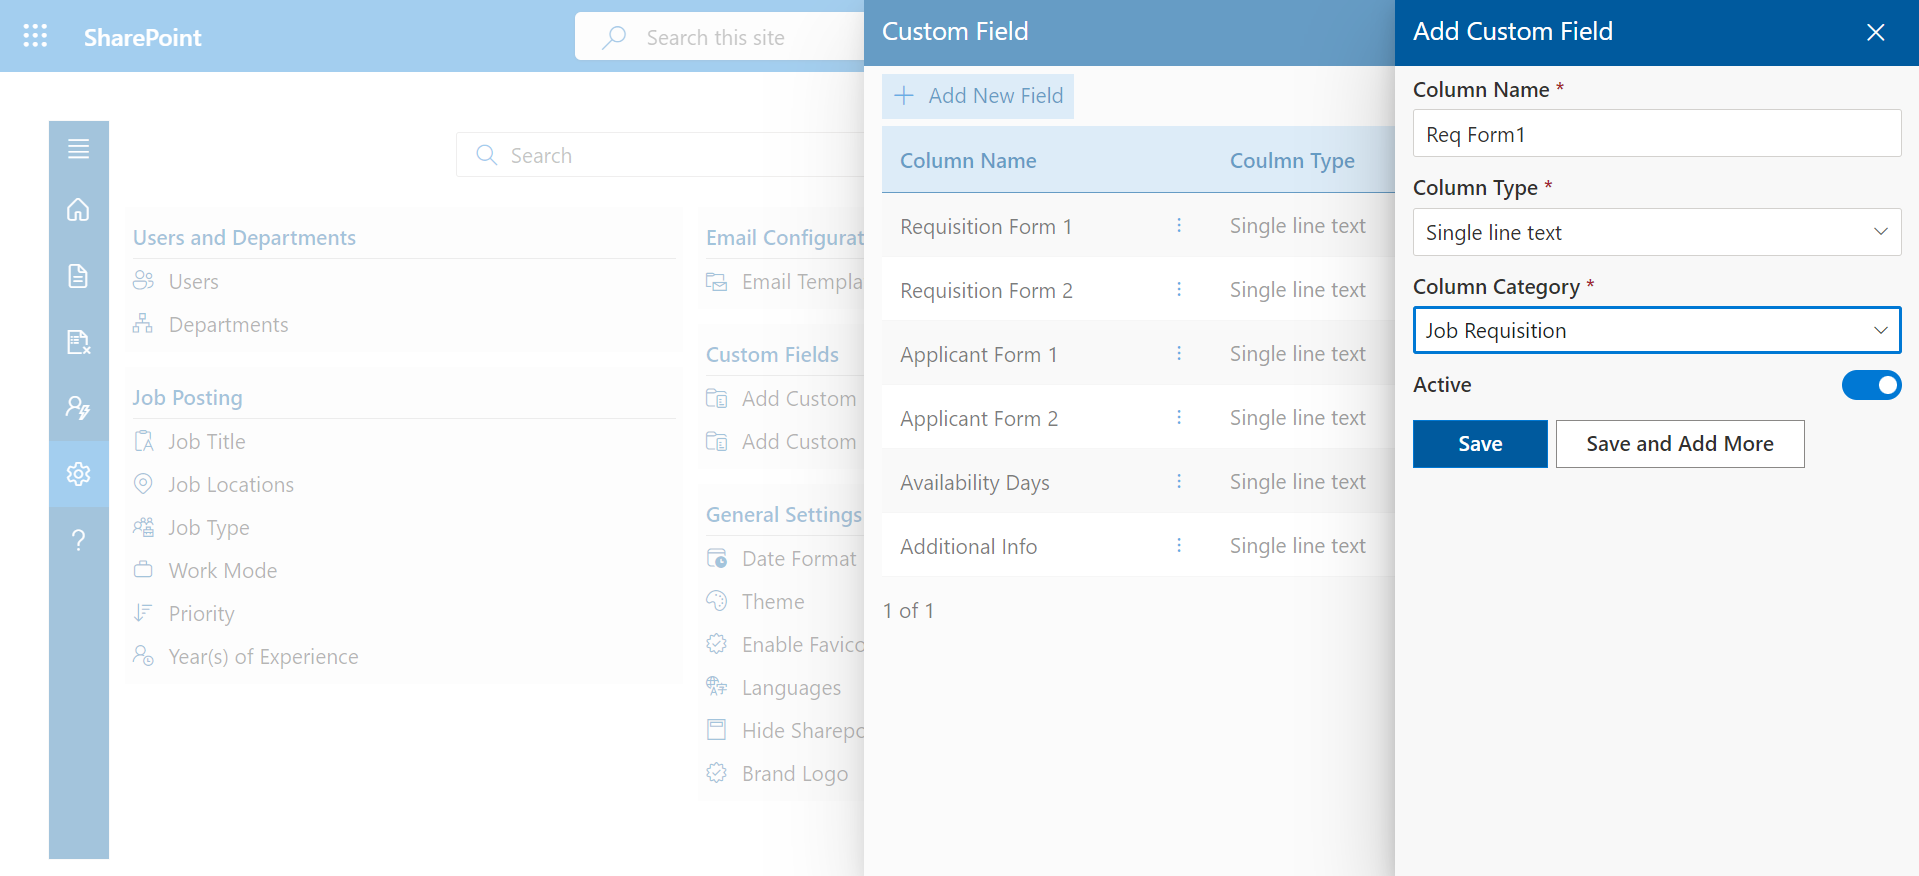 SharePoint
Search this site
Search
Users and Departments
Users
Departments
Job Posting
Job Title
Job Locations
Job Type
Work Mode
Priority
Year(s) of Experience
Email Configurat
Email Templa
Custom Fields
Add Custom
Add Custom
General Settings
Date Format
Theme
Enable Favico
Languages
Hide Sharepo
Brand Logo
Custom Field
Add New Field
Column Name Coulmn Type
Requisition Form 1 Single line text
Requisition Form 2 Single line text
Applicant Form 1 Single line text
Applicant Form 2 Single line text
Availability Days Single line text
Additional Info Single line text
1 of 1
Add Custom Field
Column Name *
Req Form1
Column Type *
Single line text
Column Category *
Job Requisition
Active
Save Save and Add More